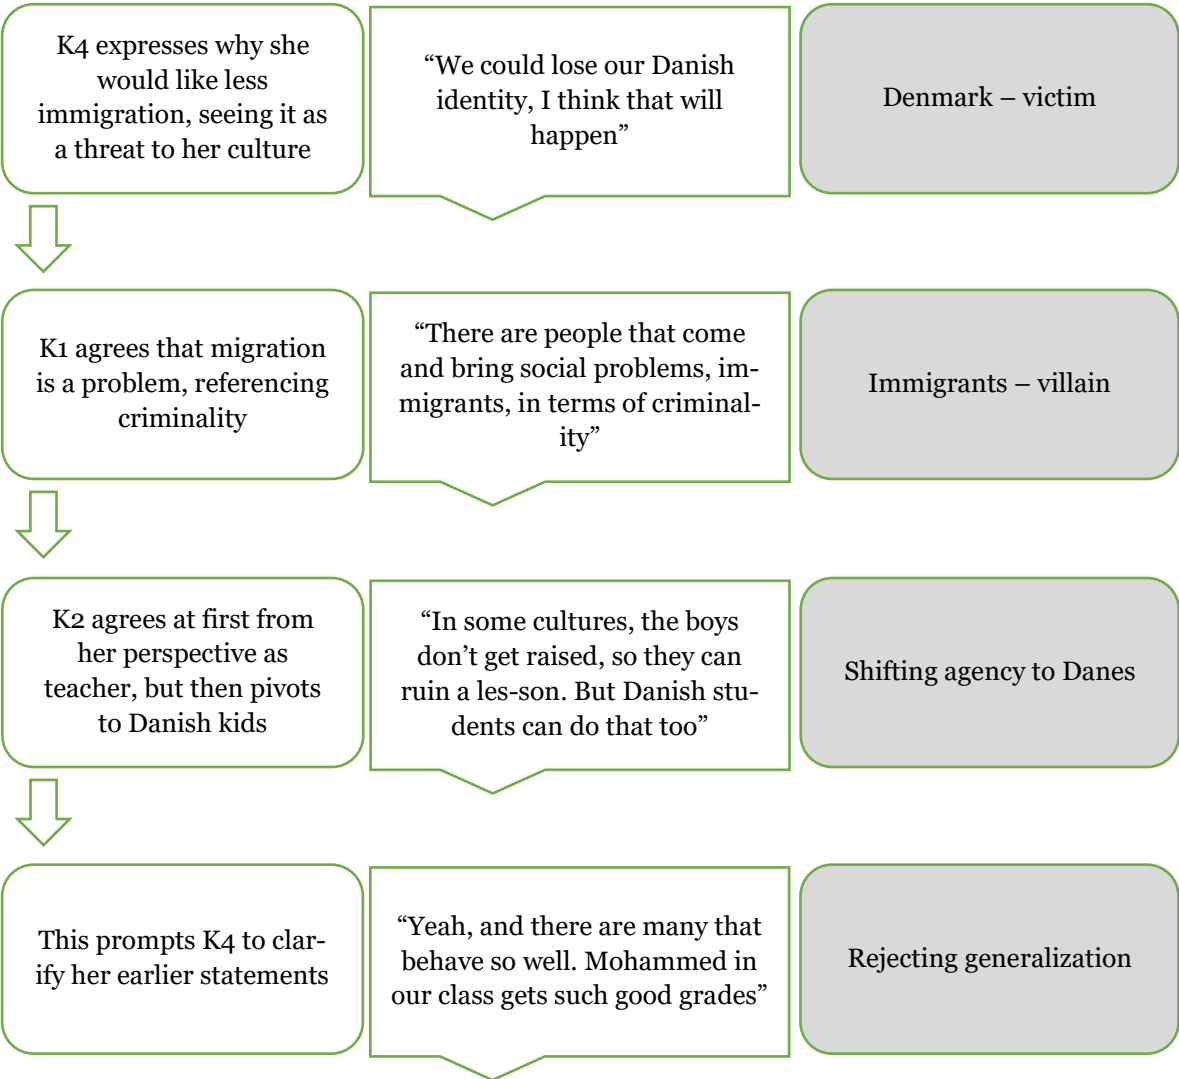 K4 expresses why she
would like less
immigration, seeing it as
a threat to her culture
“We could lose our Danish
identity, I think that will
happen”
Denmark – victim
K1 agrees that migration
is a problem, referencing
criminality
“There are people that come
and bring social problems, im-
migrants, in terms of criminal-
ity”
Immigrants – villain
K2 agrees at first from
her perspective as
teacher, but then pivots
to Danish kids
“In some cultures, the boys
don’t get raised, so they can
ruin a les-son. But Danish stu-
dents can do that too”
Shifting agency to Danes
This prompts K4 to clar-
ify her earlier statements
“Yeah, and there are many that
behave so well. Mohammed in
our class gets such good grades”
Rejecting generalization